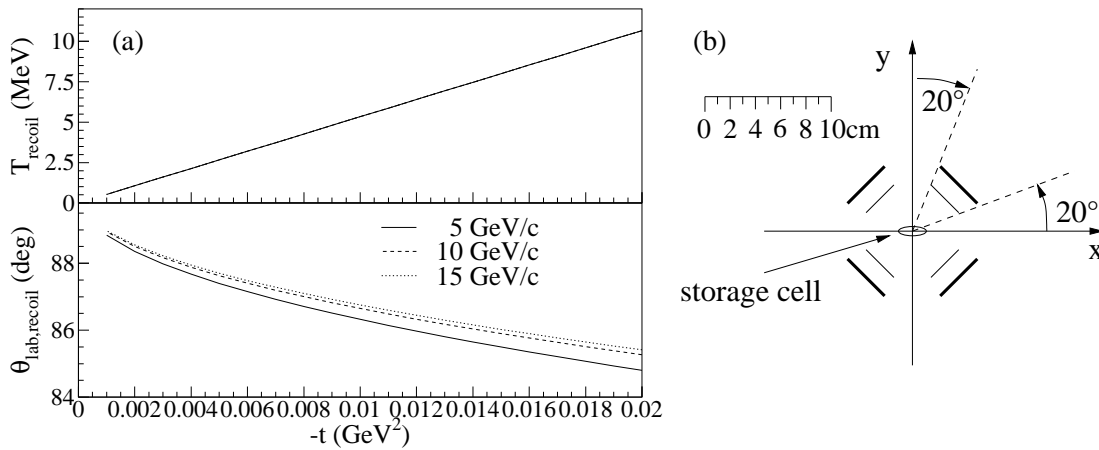 (a)
T_recoil (MeV)
10
7.5
5
2.5
0
θ_lab,recoil (deg)
88
86
84
5 GeV/c
10 GeV/c
15 GeV/c
0 0.002 0.004 0.006 0.008 0.01 0.012 0.014 0.016 0.018 0.02
-t (GeV²)
(b)
y
20°
0 2 4 6 8 10cm
20°
x
storage cell